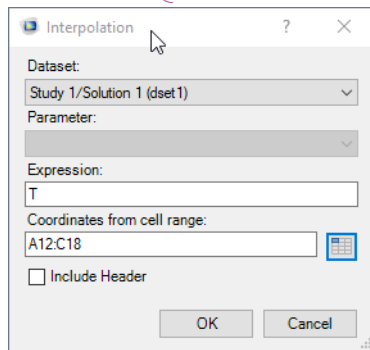 Interpolation ? ×
Dataset:
Study 1/Solution 1 (dset1)
Parameter:
Expression:
T
Coordinates from cell range:
A12:C18
Include Header
OK Cancel